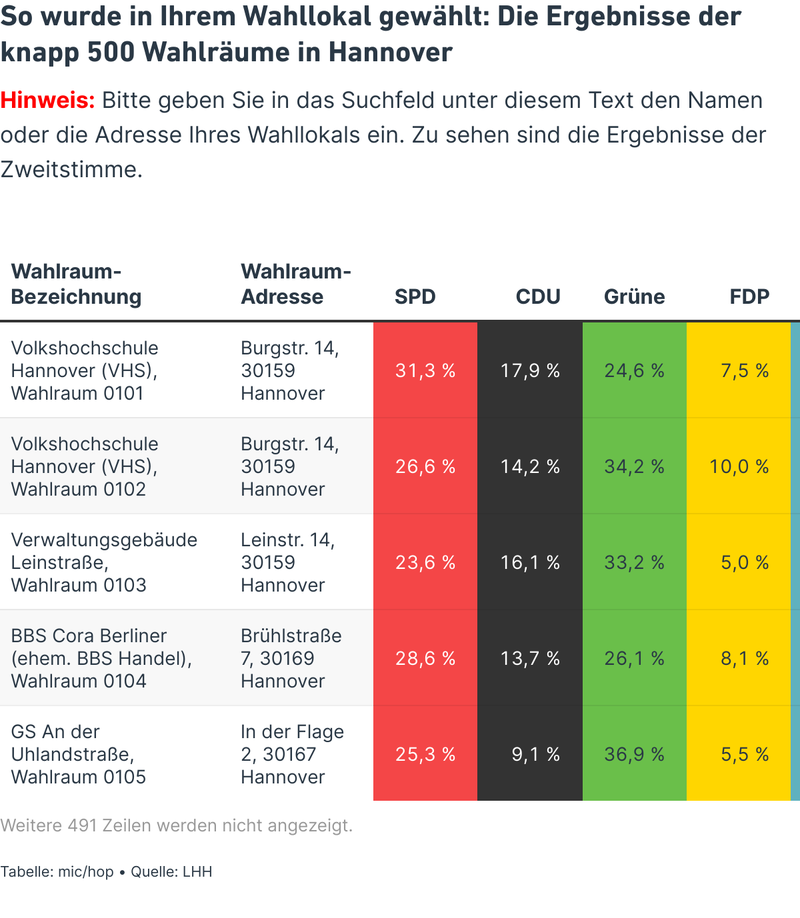 So wurde in Ihrem Wahllokal gewählt: Die Ergebnisse der
knapp 500 Wahlräume in Hannover
Hinweis: Bitte geben Sie in das Suchfeld unter diesem Text den Namen
oder die Adresse Ihres Wahllokals ein. Zu sehen sind die Ergebnisse der
Zweitstimme.
Wahlraum- Wahlraum-
Bezeichnung Adresse SPD CDU Grüne FDP
Volkshochschule Burgstr. 14,
Hannover (VHS), 30159 31,3 % 17,9 % 24,6 % 7,5 %
Wahlraum 0101 Hannover
Volkshochschule Burgstr. 14,
Hannover (VHS), 30159 26,6 % 14,2 % 34,2 % 10,0 %
Wahlraum 0102 Hannover
Verwaltungsgebäude Leinstr. 14,
Leinstraße, 30159 23,6 % 16,1 % 33,2 % 5,0 %
Wahlraum 0103 Hannover
BBS Cora Berliner Brühlstraße
(ehem. BBS Handel), 7, 30169 28,6 % 13,7 % 26,1 % 8,1 %
Wahlraum 0104 Hannover
GS An der In der Flage
Uhlandstraße, 2, 30167 25,3 % 9,1 % 36,9 % 5,5 %
Wahlraum 0105 Hannover
Weitere 491 Zeilen werden nicht angezeigt.
Tabelle: mic/hop • Quelle: LHH